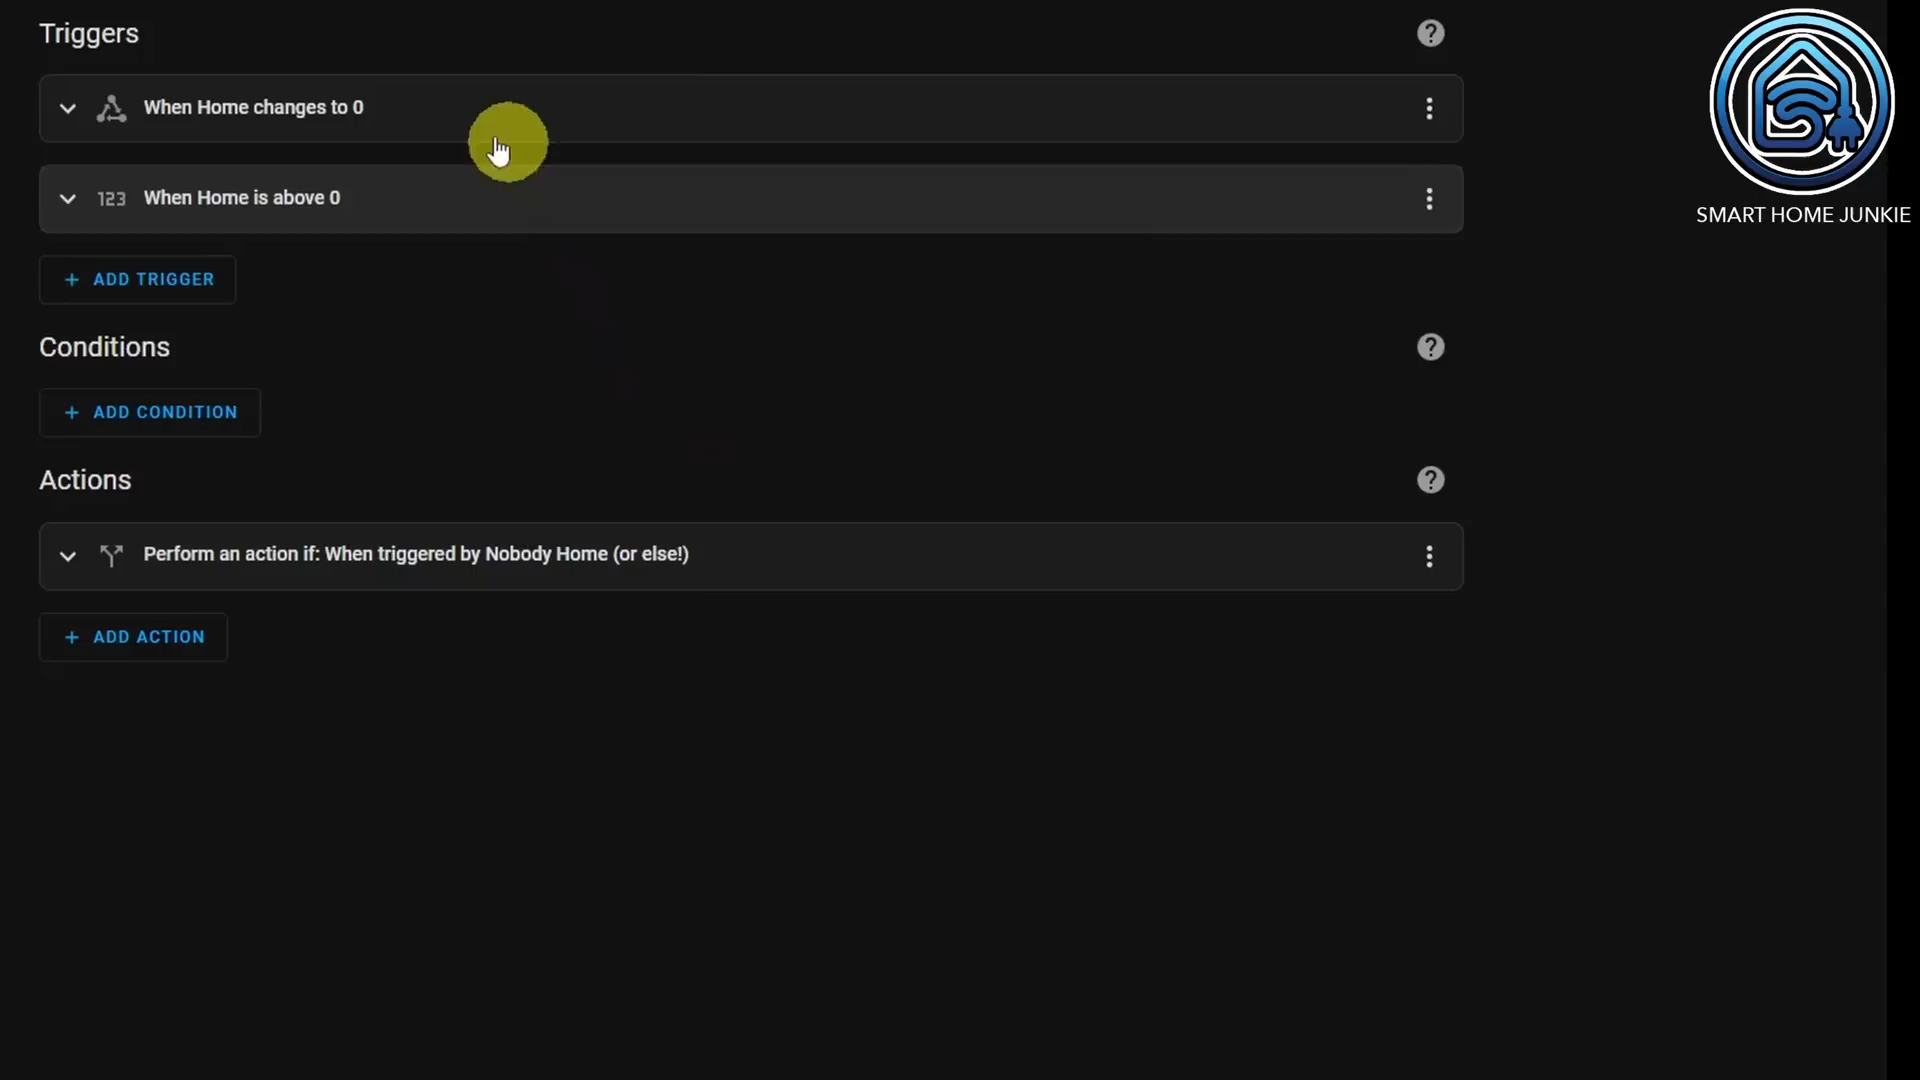 Triggers
When Home changes to 0
123 When Home is above 0
+ ADD TRIGGER
Conditions
+ ADD CONDITION
Actions
Perform an action if: When triggered by Nobody Home (or else!)
+ ADD ACTION
SMART HOME JUNKIE